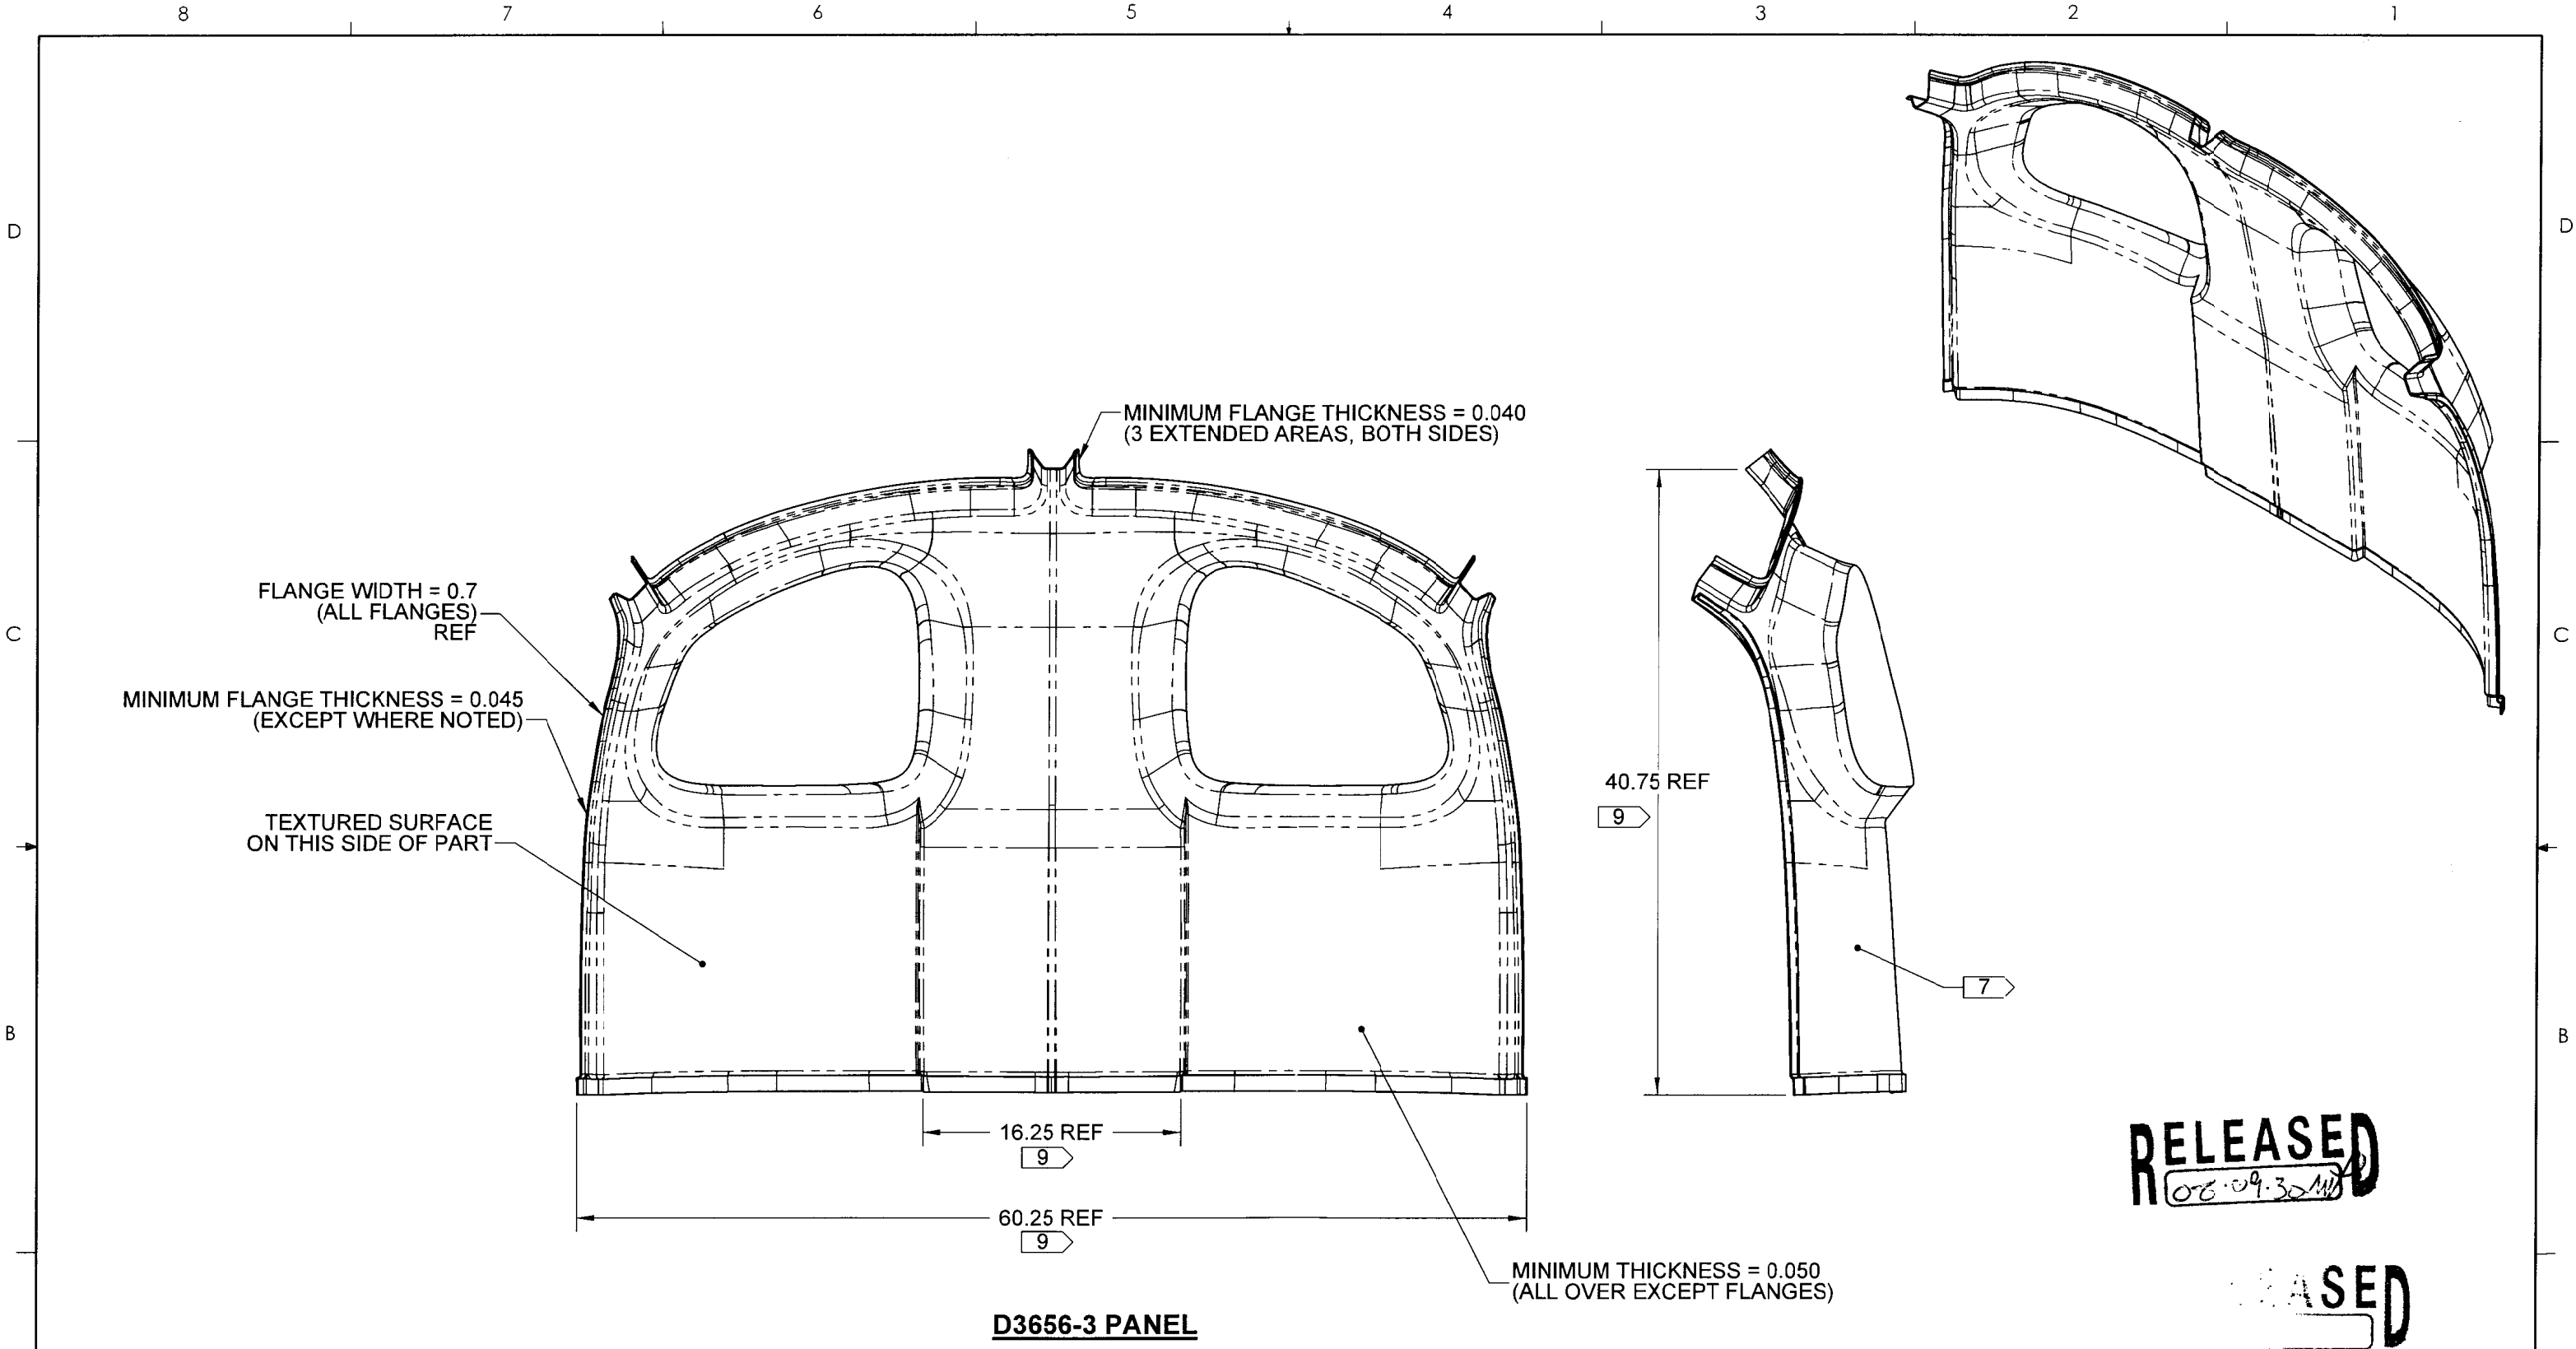 8 7 6 5 4 3 2 1
D D
MINIMUM FLANGE THICKNESS = 0.040
(3 EXTENDED AREAS, BOTH SIDES)
FLANGE WIDTH = 0.7
(ALL FLANGES)
REF
C C
MINIMUM FLANGE THICKNESS = 0.045
(EXCEPT WHERE NOTED)
40.75 REF
9
TEXTURED SURFACE
ON THIS SIDE OF PART
7
B B
16.25 REF
9
RELEASED
60.25 REF
9
MINIMUM THICKNESS = 0.050
(ALL OVER EXCEPT FLANGES)
ASED
D3656-3 PANEL